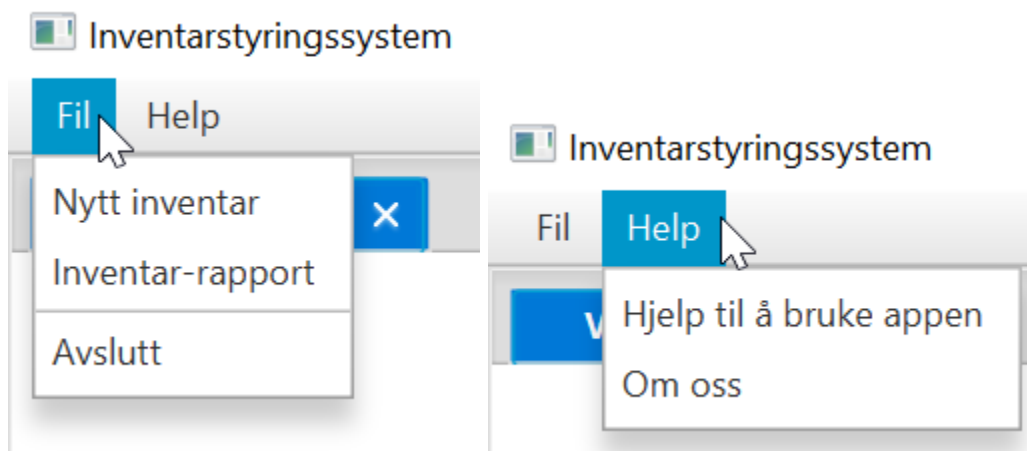 Inventarstyringssystem
Fil Help
Nytt inventar
Inventar-rapport
Avslutt
Inventarstyringssystem
Fil Help
Hjelp til å bruke appen
Om oss